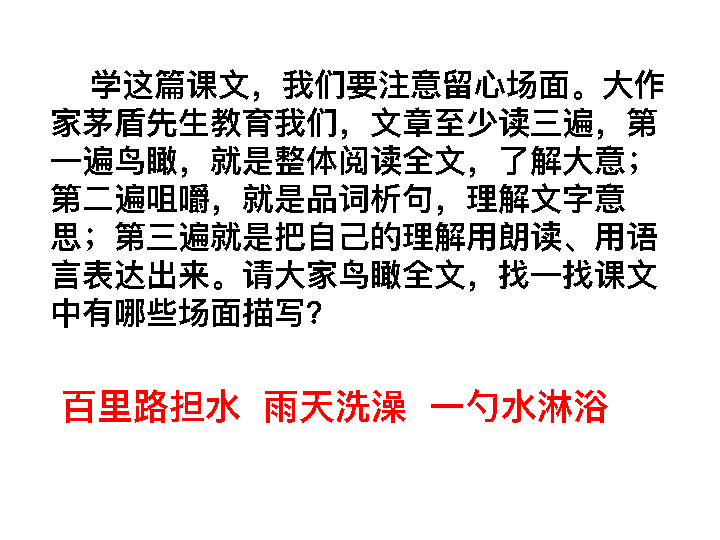 学这篇课文，我们要注意留心场面。大作
家茅盾先生教育我们，文章至少读三遍，第
一遍鸟瞰，就是整体阅读全文，了解大意；
第二遍咀嚼，就是品词析句，理解文字意
思；第三遍就是把自己的理解用朗读、用语
言表达出来。请大家鸟瞰全文，找一找课文
中有哪些场面描写？
百里路担水 雨天洗澡 一勺水淋浴